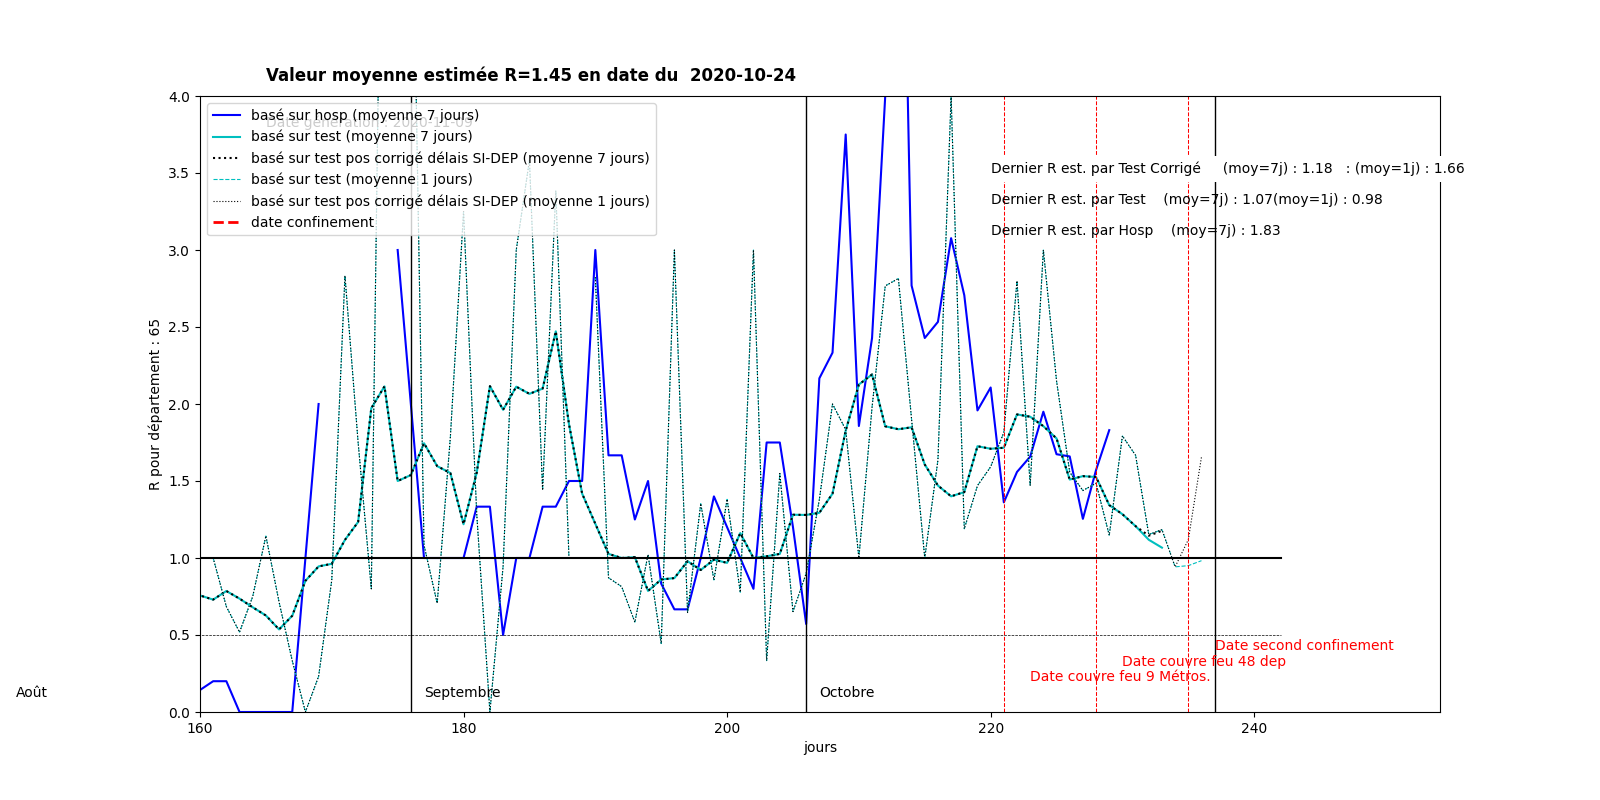 Valeur moyenne estimée R=1.45 en date du  2020-10-24
Date génération : 2020-11-09
basé sur hosp (moyenne 7 jours)
basé sur test (moyenne 7 jours)
basé sur test pos corrigé délais SI-DEP (moyenne 7 jours)
basé sur test (moyenne 1 jours)
basé sur test pos corrigé délais SI-DEP (moyenne 1 jours)
date confinement
Dernier R est. par Test Corrigé     (moy=7j) : 1.18   : (moy=1j) : 1.66
Dernier R est. par Test    (moy=7j) : 1.07(moy=1j) : 0.98
Dernier R est. par Hosp    (moy=7j) : 1.83
4.0
3.5
3.0
2.5
2.0
1.5
1.0
0.5
0.0
R pour département : 65
Date second confinement
Date couvre feu 48 dep
Date couvre feu 9 Métros.
Août
Septembre
Octobre
160
180
200
220
240
jours